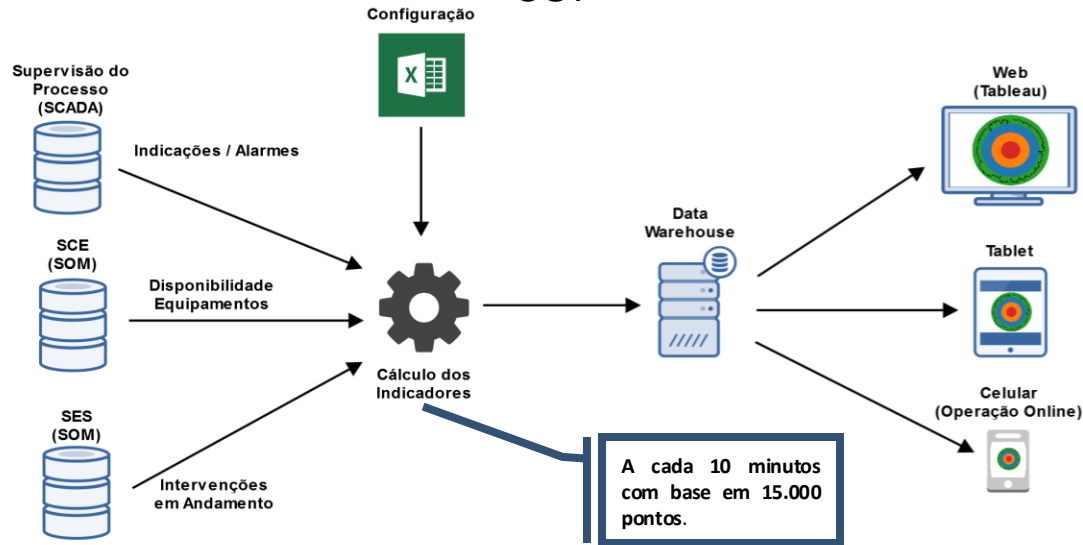 Configuração
Supervisão do
Processo
(SCADA)
Indicações / Alarmes
Web
(Tableau)
Data
Warehouse
SCE
(SOM)
Disponibilidade
Equipamentos
Tablet
Cálculo dos
Indicadores
Celular
(Operação Online)
SES
(SOM)
Intervenções
em Andamento
A cada 10 minutos
com base em 15.000
pontos.